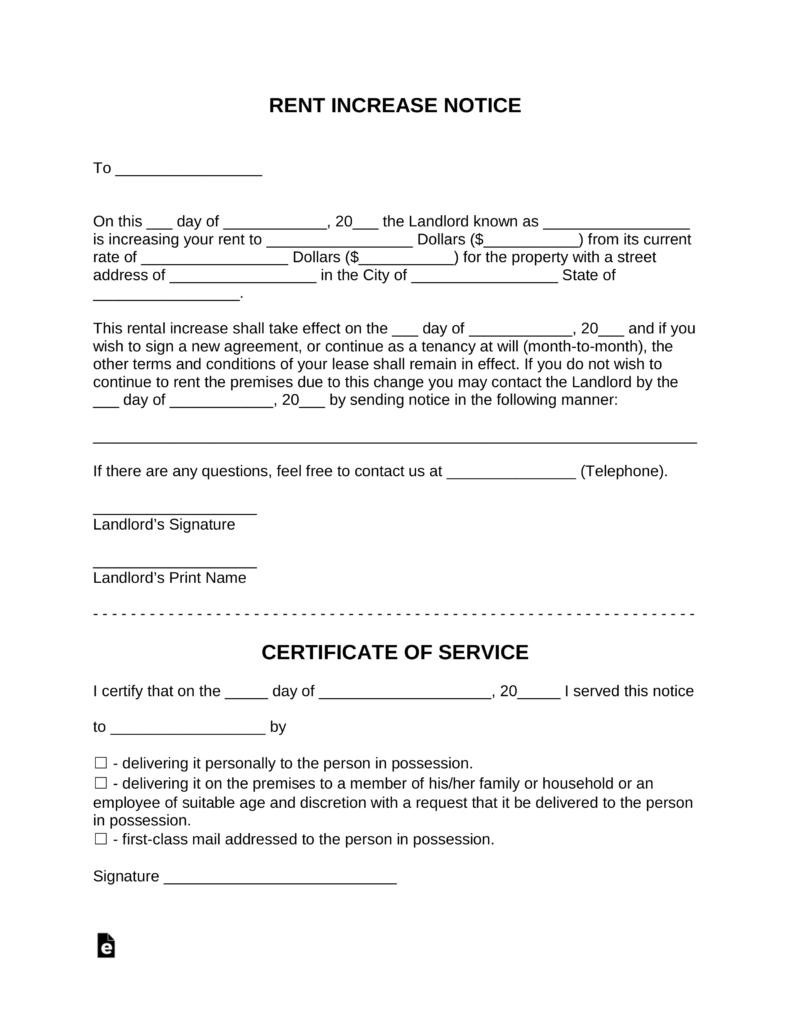 RENT INCREASE NOTICE
To _________________
On this ___ day of ____________, 20___ the Landlord known as _________________
is increasing your rent to _________________ Dollars ($___________) from its current
rate of _________________ Dollars ($___________) for the property with a street
address of _________________ in the City of _________________ State of
_________________.
This rental increase shall take effect on the ___ day of ____________, 20___ and if you
wish to sign a new agreement, or continue as a tenancy at will (month-to-month), the
other terms and conditions of your lease shall remain in effect. If you do not wish to
continue to rent the premises due to this change you may contact the Landlord by the
___ day of ____________, 20___ by sending notice in the following manner:
______________________________________________________________________
If there are any questions, feel free to contact us at _______________ (Telephone).
___________________
Landlord’s Signature
___________________
Landlord’s Print Name
- - - - - - - - - - - - - - - - - - - - - - - - - - - - - - - - - - - - - - - - - - - - - - - - - - - - - - - - - - - - - - - -
CERTIFICATE OF SERVICE
I certify that on the _____ day of ____________________, 20_____ I served this notice
to __________________ by
☐ - delivering it personally to the person in possession.
☐ - delivering it on the premises to a member of his/her family or household or an
employee of suitable age and discretion with a request that it be delivered to the person
in possession.
☐ - first-class mail addressed to the person in possession.
Signature ___________________________
e